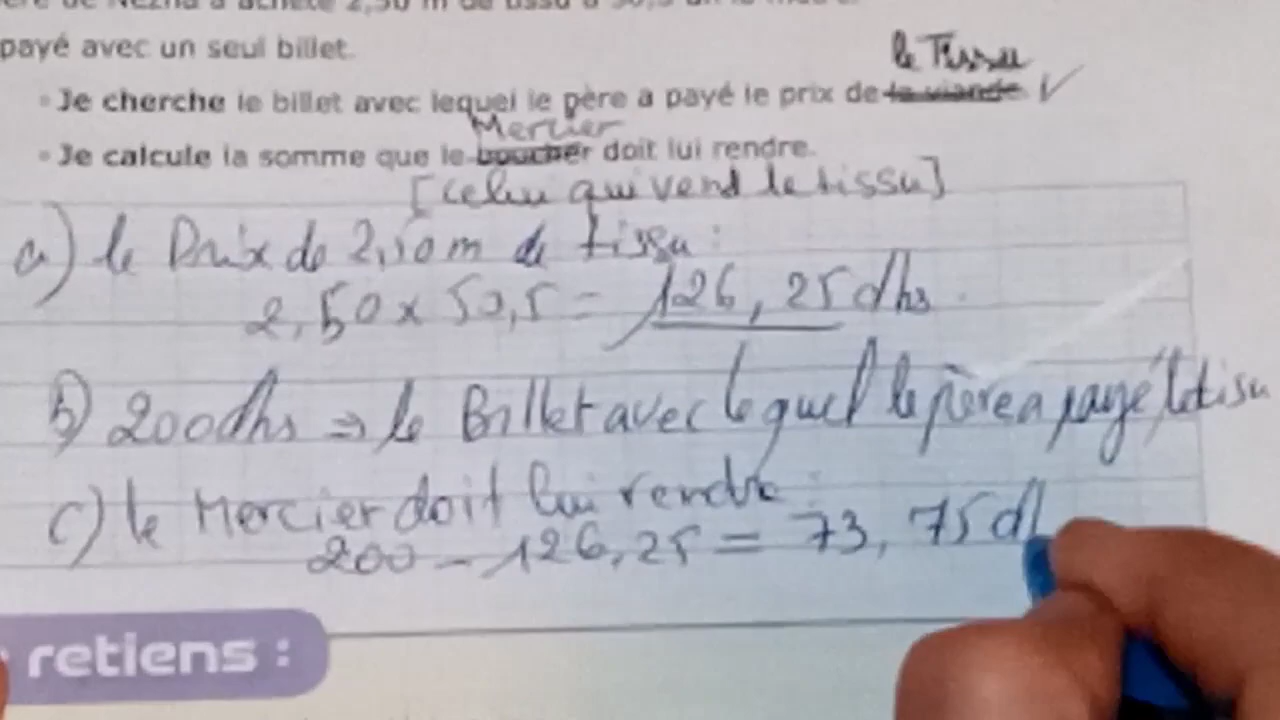 payé avec un seul billet.
le Tissu
• Je cherche le billet avec lequel le père a payé le prix de la viande
Mercier
• Je calcule la somme que le boucher doit lui rendre.
[celui qui vend le tissu]
a) le Prix de 2,50 m de tissu :
2,50 x 50,5 = 126,25 dhs.
b) 200dhs => le Billet avec lequel le père a payé le tissu
c) le Mercier doit lui rendre :
200 - 126,25 = 73,75 dh
retiens :